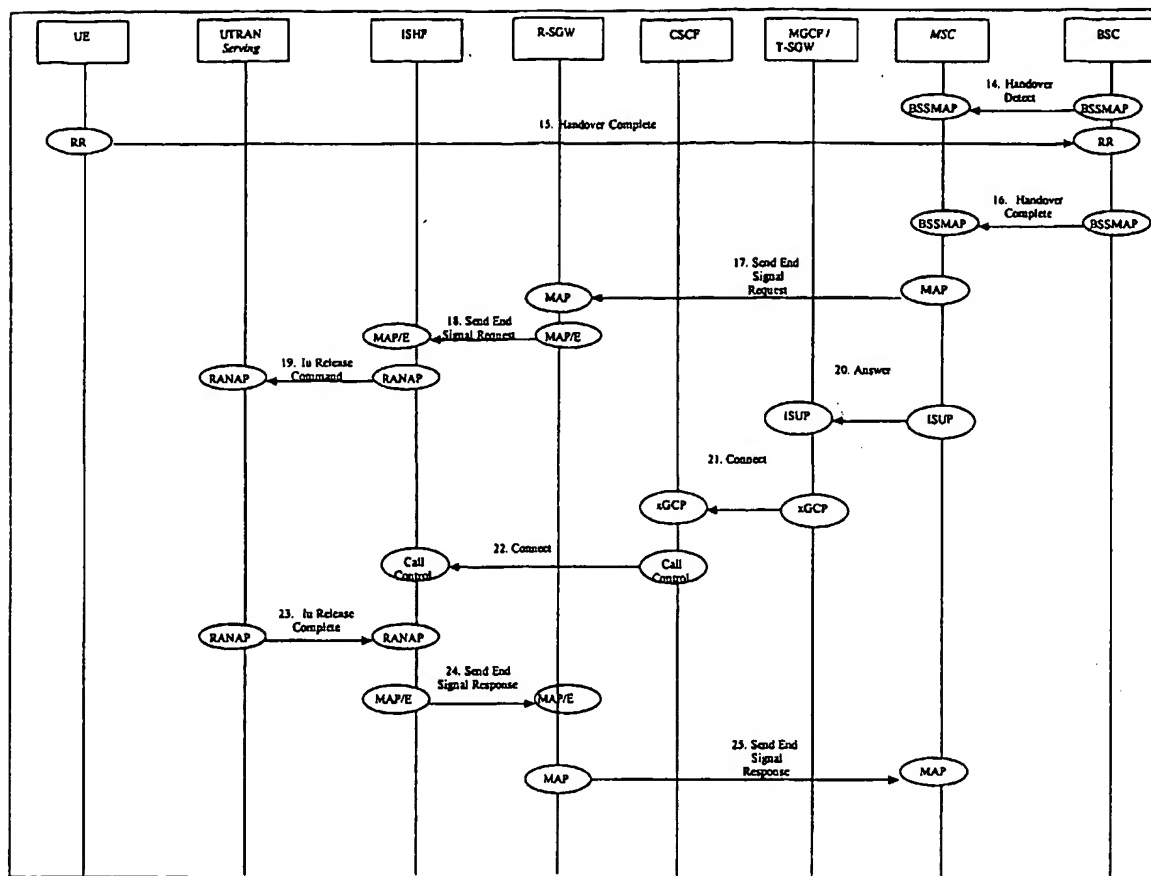 UE
UTRAN
Serving
ISHF
R-SGW
CSCF
MGCF /
T-SGW
MSC
BSC
14. Handover
Detect
BSSMAP
BSSMAP
15. Handover Complete
RR
RR
16. Handover
Complete
BSSMAP
BSSMAP
17. Send End
Signal
Request
MAP
MAP
18. Send End
Signal Request
MAP/E
MAP/E
19. Iu Release
Command
RANAP
RANAP
20. Answer
ISUP
ISUP
21. Connect
xGCP
xGCP
22. Connect
Call
Control
Call
Control
23. Iu Release
Complete
RANAP
RANAP
24. Send End
Signal Response
MAP/E
MAP/E
25. Send End
Signal
Response
MAP
MAP